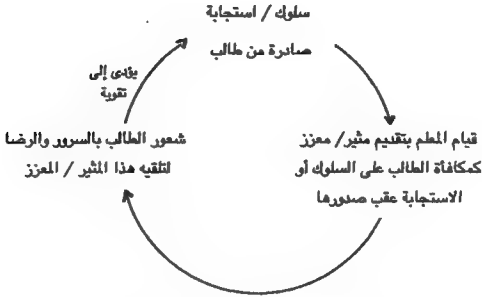 سلوك / استجابة
صادرة من طالب
يؤدى إلى
تقوية
قيام المعلم بتقديم مثير/ معزز
كمكافأة الطالب على السلوك أو
الاستجابة عقب صدورها
شعور الطالب بالسرور والرضا
لتلقيه هذا المثير / المعزز